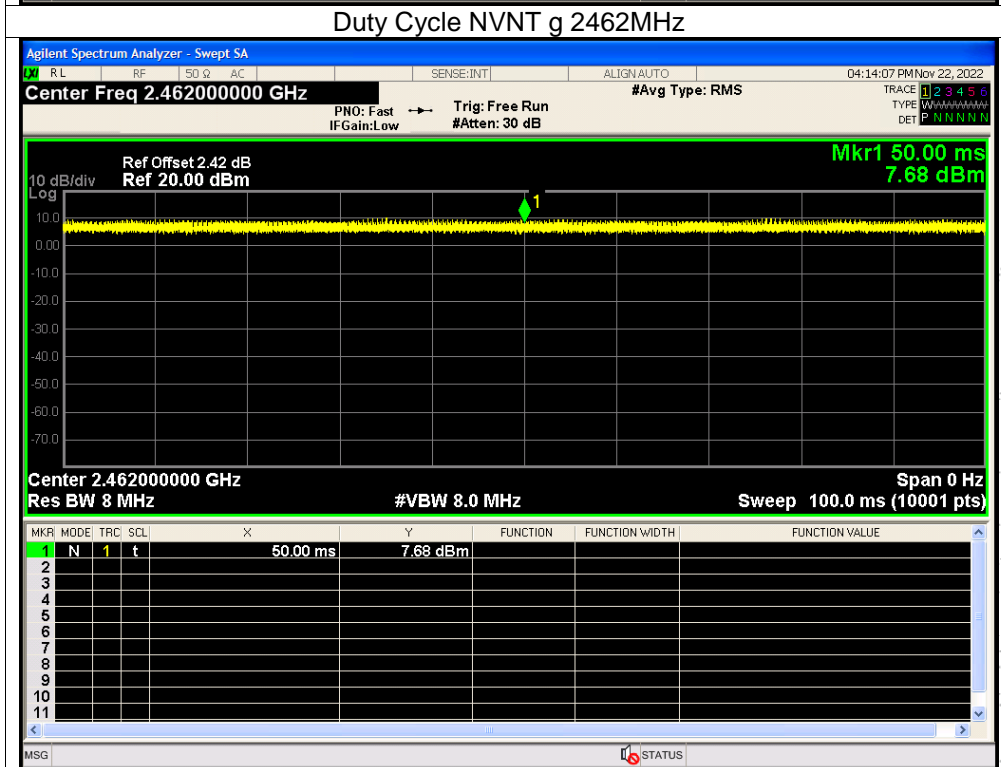 Duty Cycle NVNT g 2462MHz
Agilent Spectrum Analyzer - Swept SA
LXI RL RF 50 Ω AC SENSE:INT ALIGN AUTO 04:14:07 PM Nov 22, 2022
Center Freq 2.462000000 GHz #Avg Type: RMS TRACE 1 2 3 4 5 6
PNO: Fast Trig: Free Run TYPE WWWWWW
IFGain:Low #Atten: 30 dB DET P N N N N N
Mkr1 50.00 ms
Ref Offset 2.42 dB
10 dB/div Ref 20.00 dBm 7.68 dBm
Log
1
10.0
0.00
-10.0
-20.0
-30.0
-40.0
-50.0
-60.0
-70.0
Center 2.462000000 GHz Span 0 Hz
Res BW 8 MHz #VBW 8.0 MHz Sweep 100.0 ms (10001 pts)
MKR MODE TRC SCL X Y FUNCTION FUNCTION WIDTH FUNCTION VALUE
1 N 1 t 50.00 ms 7.68 dBm
2
3
4
5
6
7
8
9
10
11
MSG STATUS